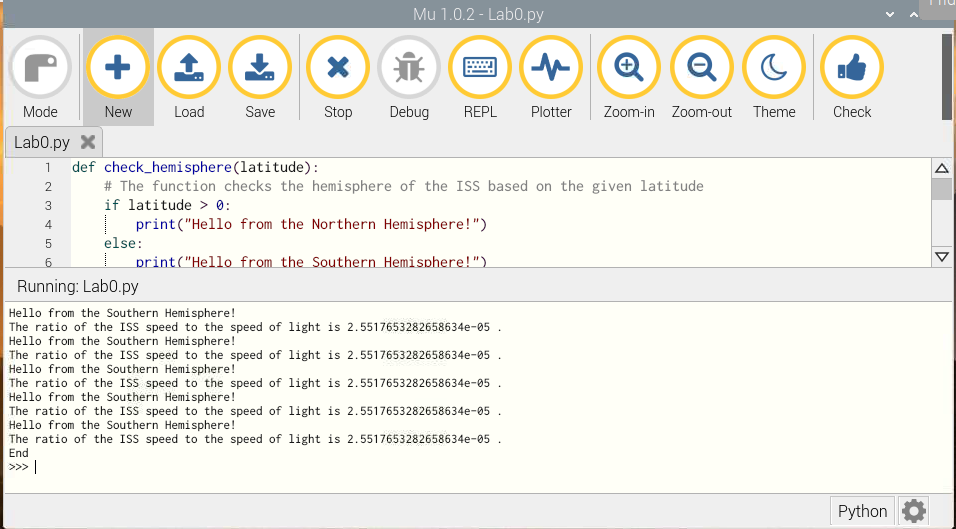 Mu 1.0.2 - Lab0.py
Mode New Load Save Stop Debug REPL Plotter Zoom-in Zoom-out Theme Check
Lab0.py
1 def check_hemisphere(latitude):
2 # The function checks the hemisphere of the ISS based on the given latitude
3 if latitude > 0:
4 print("Hello from the Northern Hemisphere!")
5 else:
6 print("Hello from the Southern Hemisphere!")
Running: Lab0.py
Hello from the Southern Hemisphere!
The ratio of the ISS speed to the speed of light is 2.5517653282658634e-05 .
Hello from the Southern Hemisphere!
The ratio of the ISS speed to the speed of light is 2.5517653282658634e-05 .
Hello from the Southern Hemisphere!
The ratio of the ISS speed to the speed of light is 2.5517653282658634e-05 .
Hello from the Southern Hemisphere!
The ratio of the ISS speed to the speed of light is 2.5517653282658634e-05 .
Hello from the Southern Hemisphere!
The ratio of the ISS speed to the speed of light is 2.5517653282658634e-05 .
End
>>>
Python